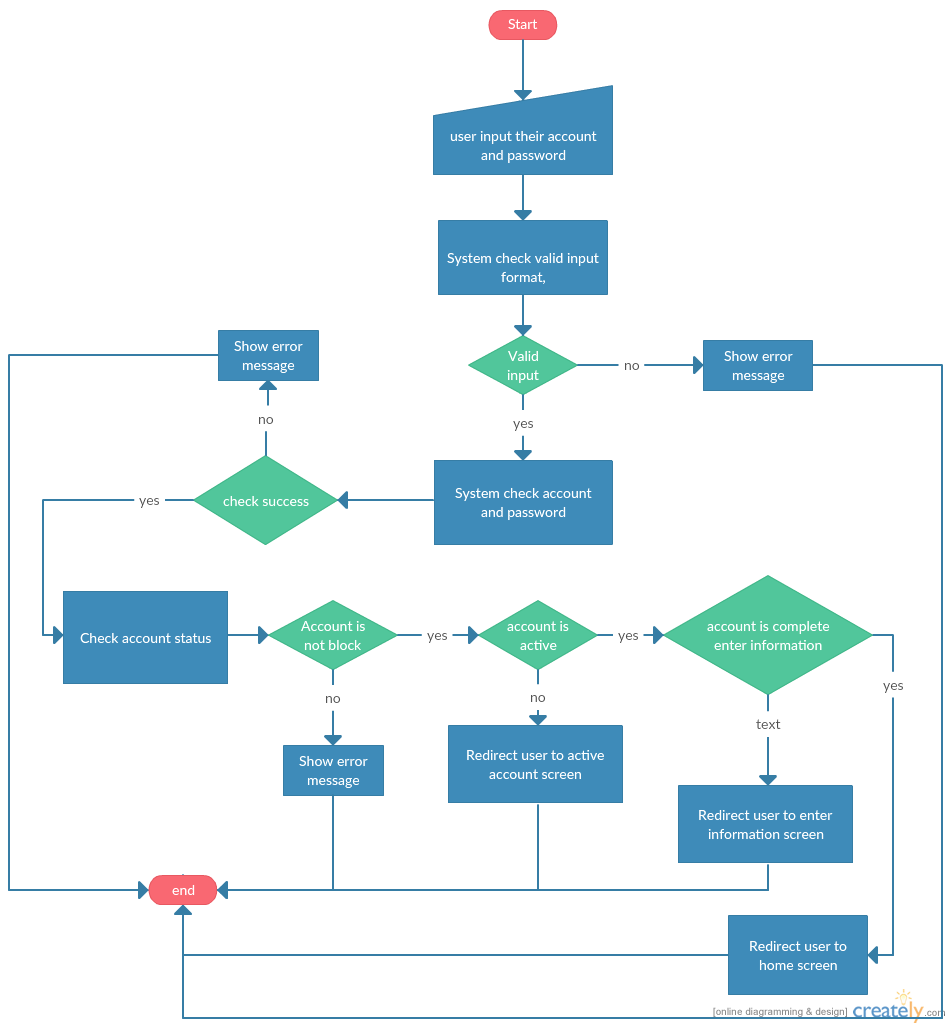 Start
user input their account
and password
System check valid input
format,
Valid
input
no
Show error
message
Show error
message
no
yes
System check account
and password
check success
yes
Check account status
Account is
not block
yes
account is
active
yes
account is complete
enter information
yes
no
no
text
Show error
message
Redirect user to active
account screen
Redirect user to enter
information screen
end
Redirect user to
home screen
[online diagramming & design] creately.com